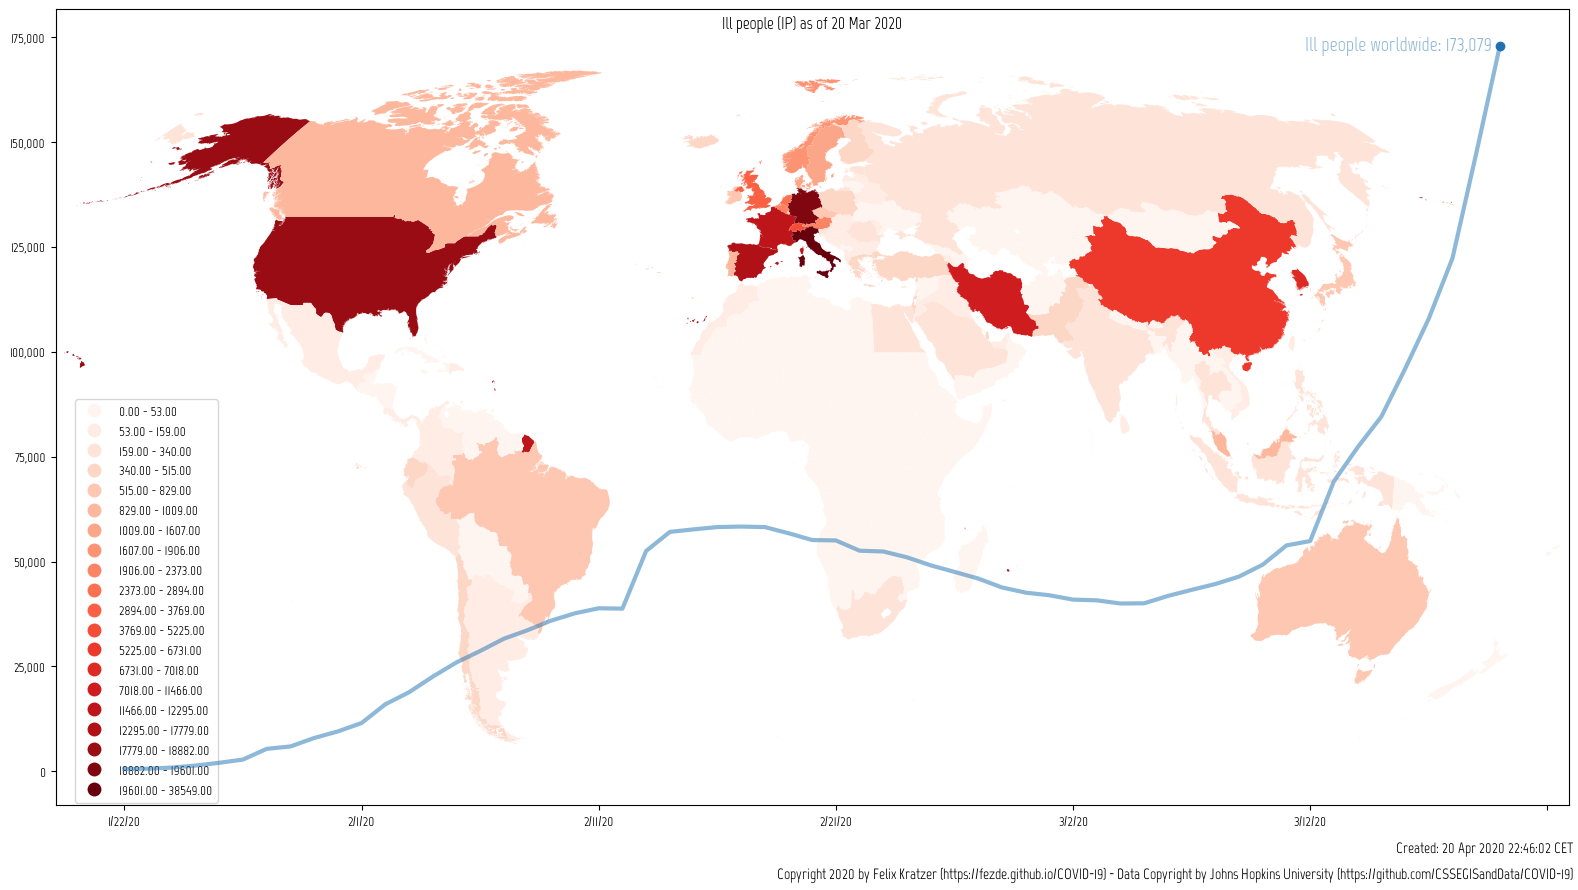 Ill people (IP) as of 20 Mar 2020
Ill people worldwide: 173,079
175,000
150,000
125,000
100,000
75,000
50,000
25,000
0
0.00 - 53.00
53.00 - 159.00
159.00 - 340.00
340.00 - 515.00
515.00 - 829.00
829.00 - 1009.00
1009.00 - 1607.00
1607.00 - 1906.00
1906.00 - 2373.00
2373.00 - 2894.00
2894.00 - 3769.00
3769.00 - 5225.00
5225.00 - 6731.00
6731.00 - 7018.00
7018.00 - 11466.00
11466.00 - 12295.00
12295.00 - 17779.00
17779.00 - 18882.00
18882.00 - 19601.00
19601.00 - 38549.00
1/22/20 2/1/20 2/11/20 2/21/20 3/2/20 3/12/20
Created: 20 Apr 2020 22:46:02 CET
Copyright 2020 by Felix Kratzer (https://fezde.github.io/COVID-19) - Data Copyright by Johns Hopkins University (https://github.com/CSSEGISandData/COVID-19)